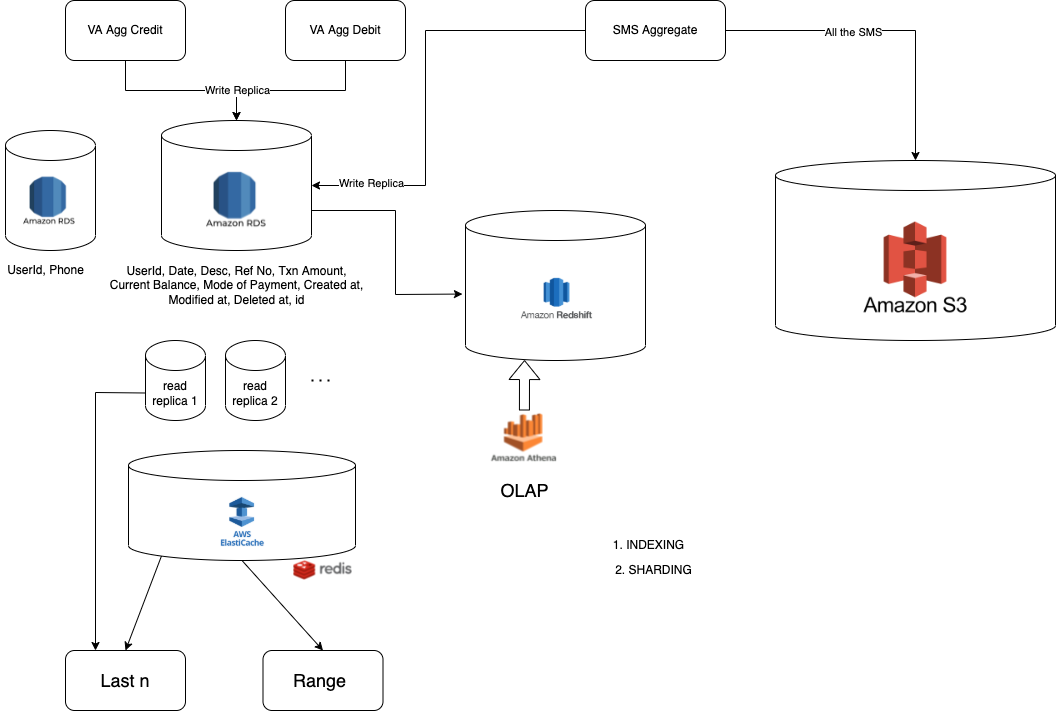 VA Agg Credit
VA Agg Debit
SMS Aggregate
All the SMS
Write Replica
Write Replica
Amazon RDS
Amazon RDS
UserId, Phone
UserId, Date, Desc, Ref No, Txn Amount,
Current Balance, Mode of Payment, Created at,
Modified at, Deleted at, id
Amazon Redshift
Amazon S3
read
replica 1
read
replica 2
...
Amazon Athena
OLAP
AWS
ElastiCache
redis
1. INDEXING
2. SHARDING
Last n
Range